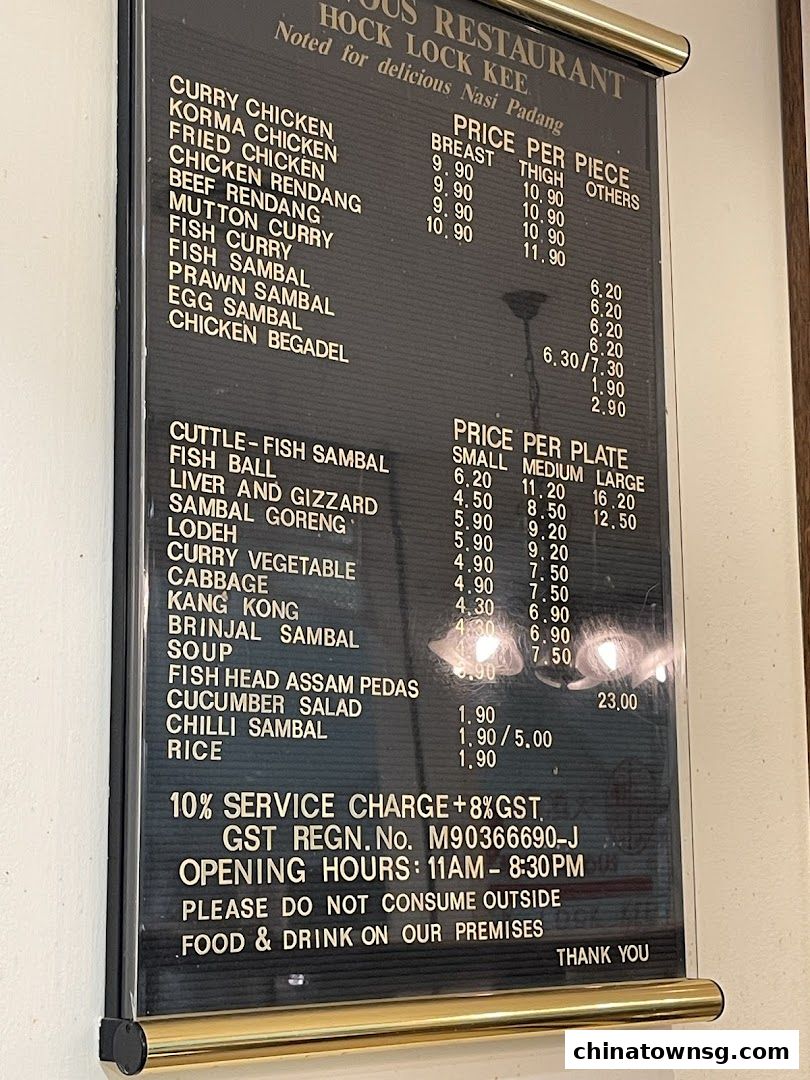 VOUS RESTAURANT
HOCK LOCK KEE
Noted for delicious Nasi Padang
PRICE PER PIECE
BREAST THIGH OTHERS
CURRY CHICKEN 9.90 10.90
KORMA CHICKEN 9.90 10.90
FRIED CHICKEN 9.90 10.90
CHICKEN RENDANG 10.90 11.90
BEEF RENDANG 6.20
MUTTON CURRY 6.20
FISH CURRY 6.20
FISH SAMBAL 6.20
PRAWN SAMBAL 6.30/7.30
EGG SAMBAL 1.90
CHICKEN BEGADEL 2.90
PRICE PER PLATE
SMALL MEDIUM LARGE
CUTTLE-FISH SAMBAL 6.20 11.20 16.20
FISH BALL 4.50 8.50 12.50
LIVER AND GIZZARD 5.90 9.20
SAMBAL GORENG 5.90 9.20
LODEH 4.90 7.50
CURRY VEGETABLE 4.90 7.50
CABBAGE 4.30 6.90
KANG KONG 4.30 6.90
BRINJAL SAMBAL 7.50
SOUP
FISH HEAD ASSAM PEDAS 23.00
CUCUMBER SALAD 1.90
CHILLI SAMBAL 1.90/5.00
RICE 1.90
10% SERVICE CHARGE+8%GST.
GST REGN.No. M90366690-J
OPENING HOURS: 11AM - 8:30PM
PLEASE DO NOT CONSUME OUTSIDE
FOOD & DRINK ON OUR PREMISES
THANK YOU
chinatownsg.com